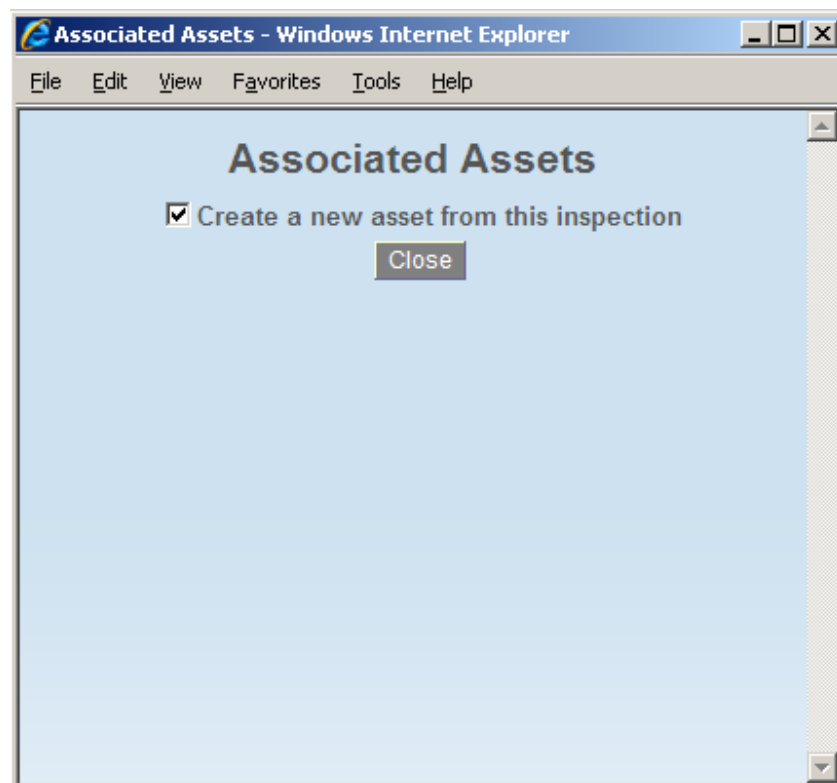 Associated Assets - Windows Internet Explorer
File Edit View Favorites Tools Help
Associated Assets
Create a new asset from this inspection
Close